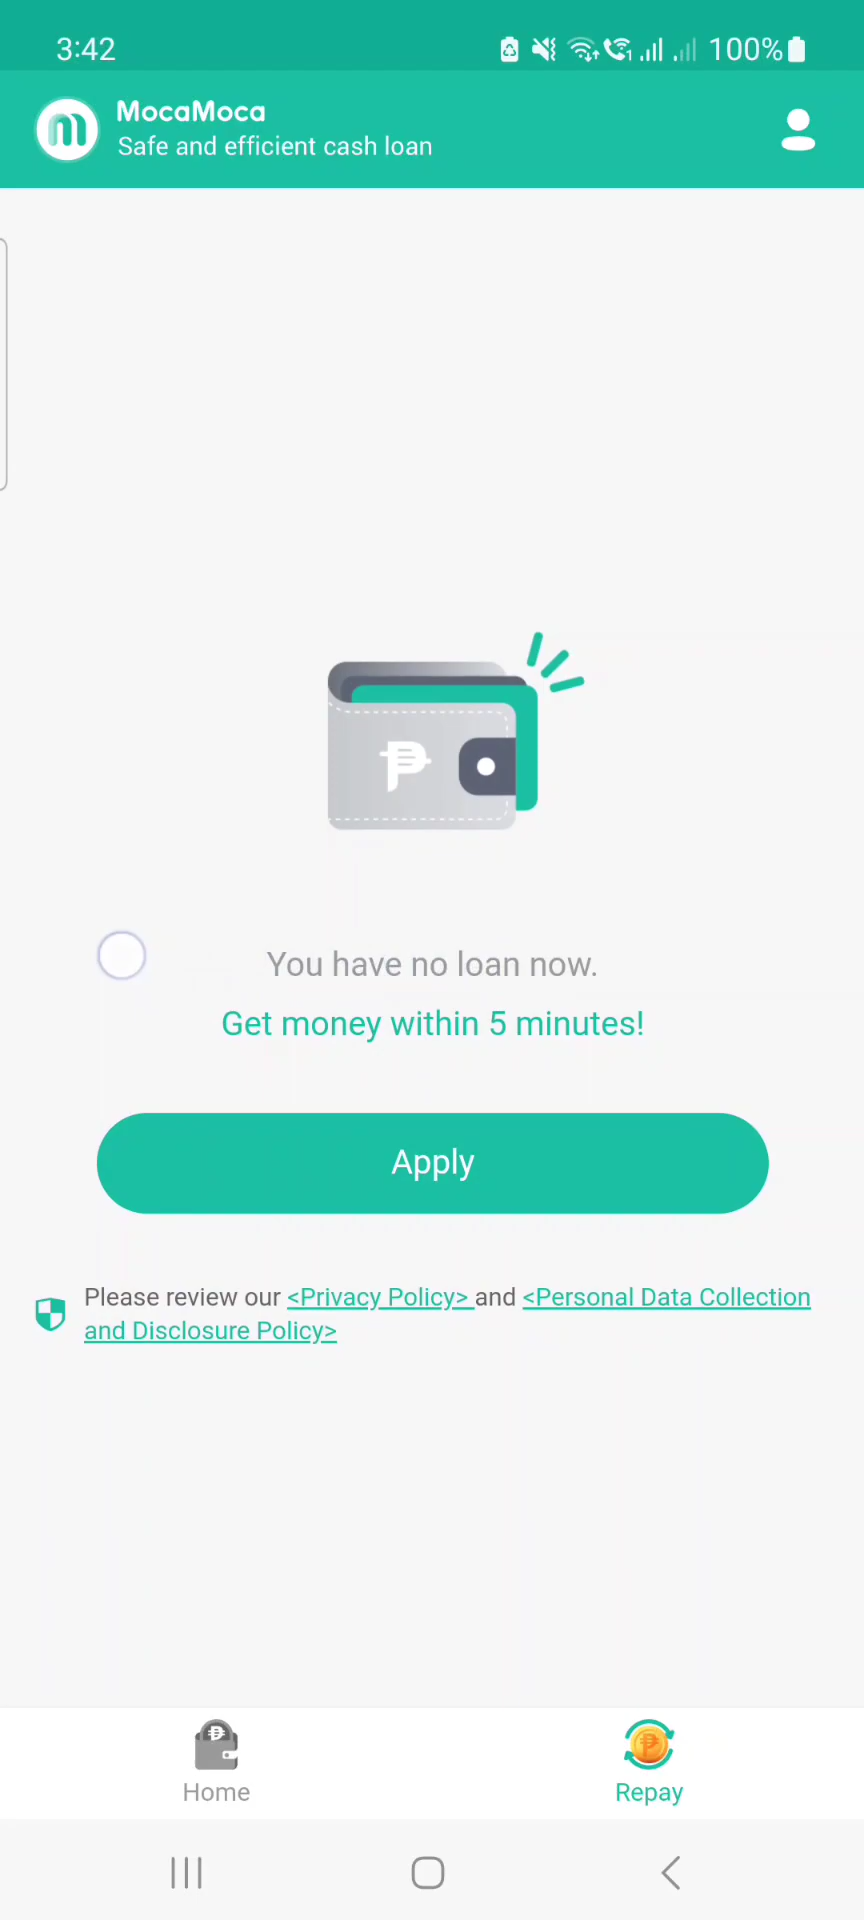 3:42
100%
MocaMoca
Safe and efficient cash loan
You have no loan now.
Get money within 5 minutes!
Apply
Please review our <Privacy Policy> and <Personal Data Collection
and Disclosure Policy>
Home
Repay